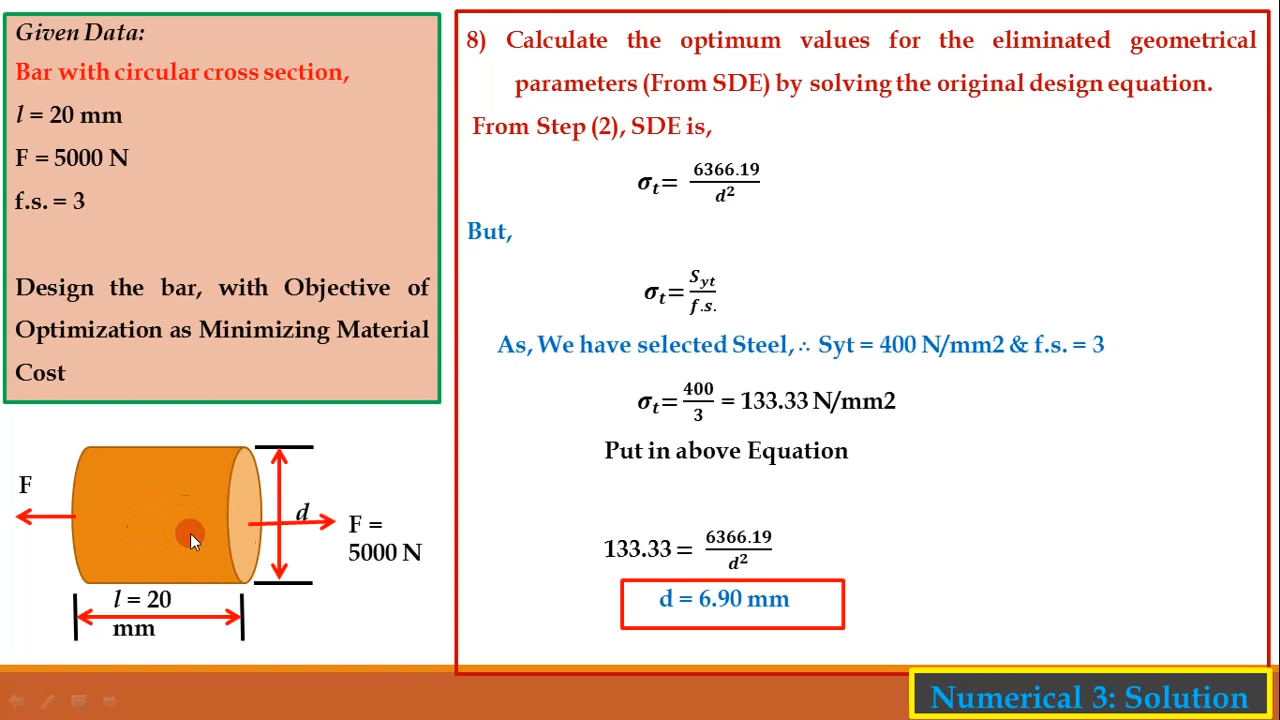 Given Data:
Bar with circular cross section,
l = 20 mm
F = 5000 N
f.s. = 3
Design the bar, with Objective of
Optimization as Minimizing Material
Cost
F
d
F =
5000 N
l = 20
mm
8) Calculate the optimum values for the eliminated geometrical
parameters (From SDE) by solving the original design equation.
From Step (2), SDE is,
σt = 6366.19 / d²
But,
σt = Syt / f.s.
As, We have selected Steel, ∴ Syt = 400 N/mm2 & f.s. = 3
σt = 400 / 3 = 133.33 N/mm2
Put in above Equation
133.33 = 6366.19 / d²
d = 6.90 mm
Numerical 3: Solution